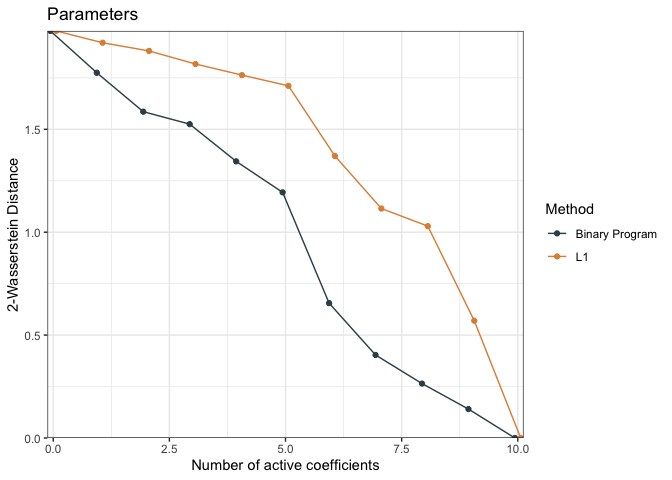 Parameters
2-Wasserstein Distance
1.5
1.0
0.5
0.0
0.0 2.5 5.0 7.5 10.0
Number of active coefficients
Method
Binary Program
L1